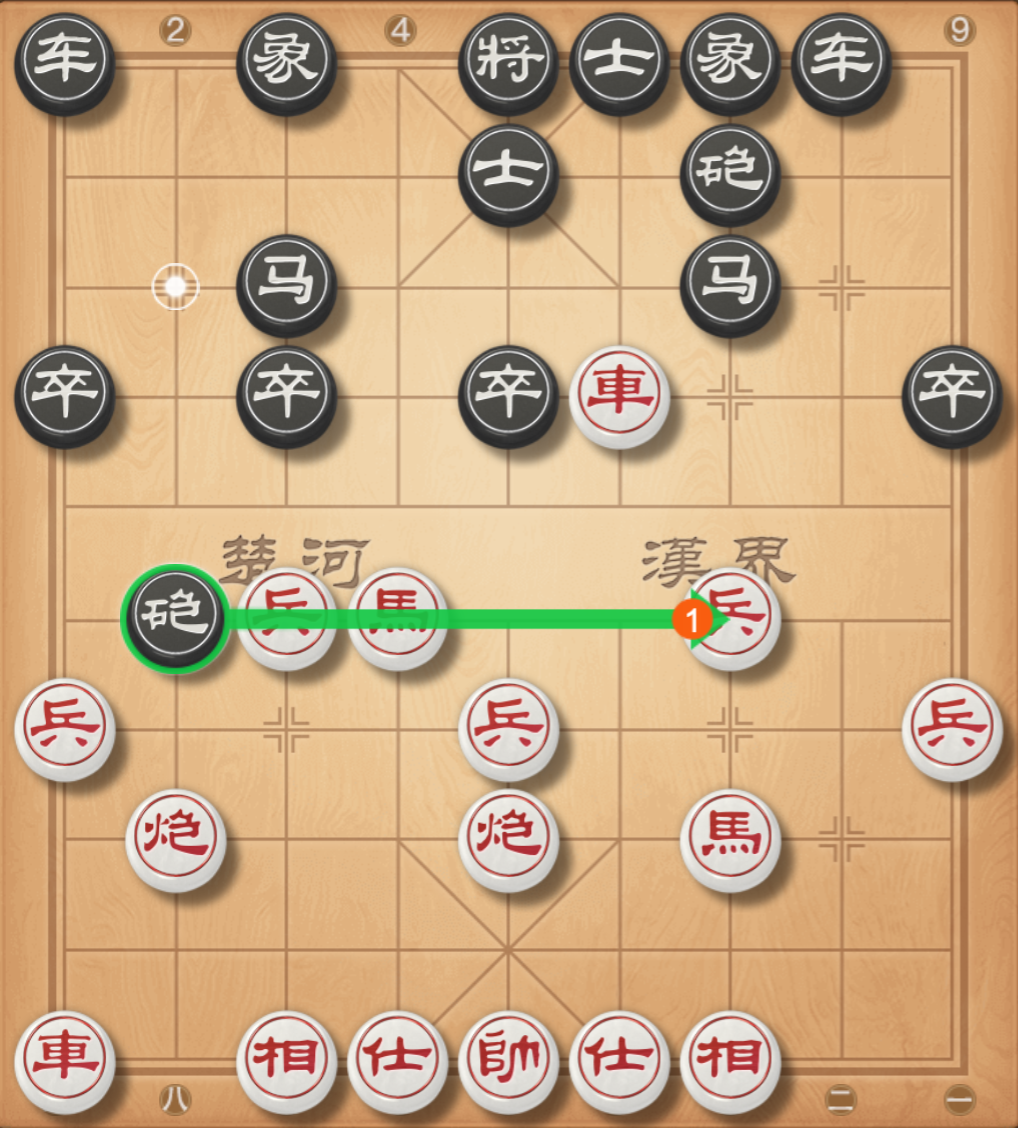 2 4 9
车 象 將 士 象 车
士 砲
马 马
卒 卒 卒 車 卒
楚河 漢界
砲 兵 馬 1 兵
兵 兵 兵
炮 炮 馬
車 相 仕 帥 仕 相
八 二 一